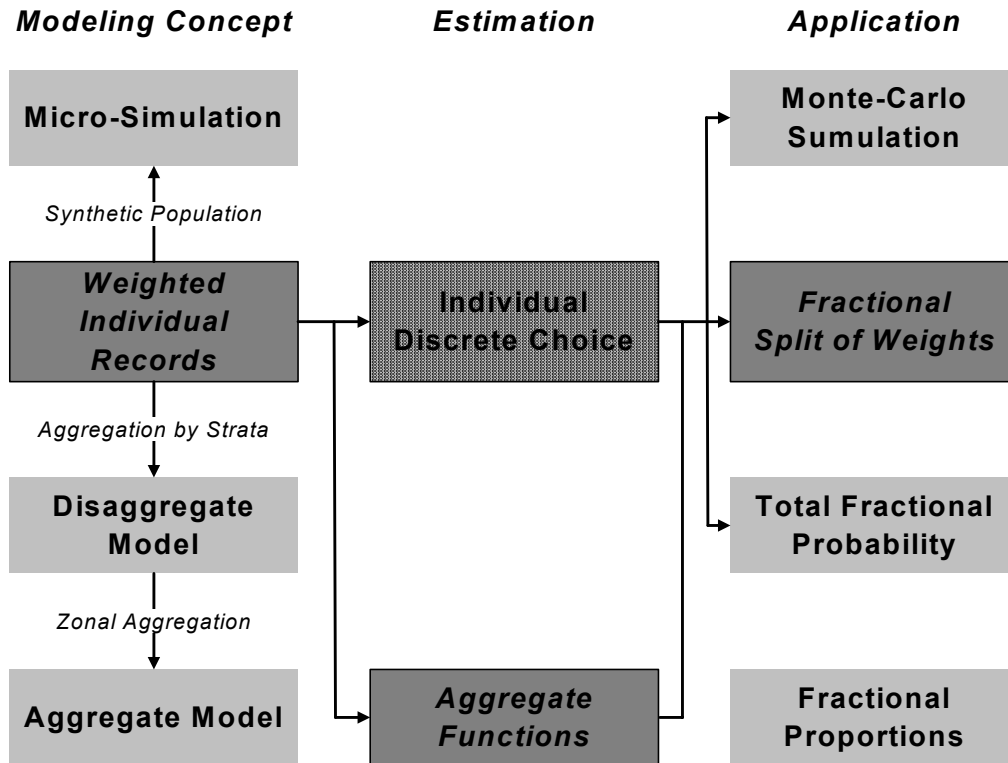 Modeling Concept
Estimation
Application
Micro-Simulation
Monte-Carlo
Sumulation
Synthetic Population
Weighted
Individual
Records
Individual
Discrete Choice
Fractional
Split of Weights
Aggregation by Strata
Disaggregate
Model
Total Fractional
Probability
Zonal Aggregation
Aggregate Model
Aggregate
Functions
Fractional
Proportions